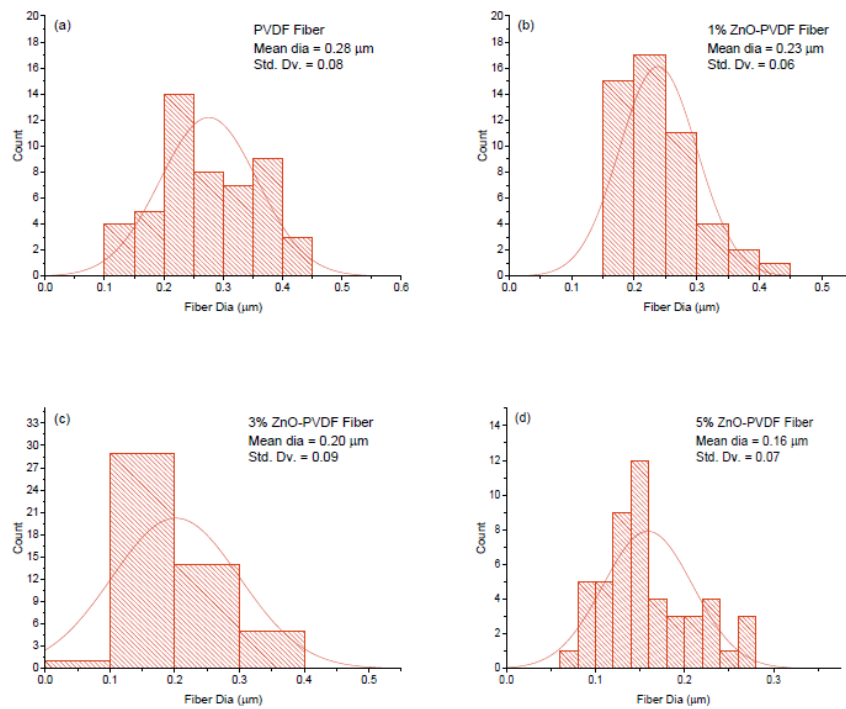 (a)
PVDF Fiber
Mean dia = 0.28 μm
Std. Dv. = 0.08
20
18
16
14
12
10
8
6
4
2
0
Count
0.0 0.1 0.2 0.3 0.4 0.5 0.6
Fiber Dia (μm)
(b)
1% ZnO-PVDF Fiber
Mean dia = 0.23 μm
Std. Dv. = 0.06
20
18
16
14
12
10
8
6
4
2
0
Count
0.0 0.1 0.2 0.3 0.4 0.5
Fiber Dia (μm)
(c)
3% ZnO-PVDF Fiber
Mean dia = 0.20 μm
Std. Dv. = 0.09
33
30
27
24
21
18
15
12
9
6
3
0
Count
0.0 0.1 0.2 0.3 0.4 0.5
Fiber Dia (μm)
(d)
5% ZnO-PVDF Fiber
Mean dia = 0.16 μm
Std. Dv. = 0.07
14
12
10
8
6
4
2
0
Count
0.0 0.1 0.2 0.3
Fiber Dia (μm)